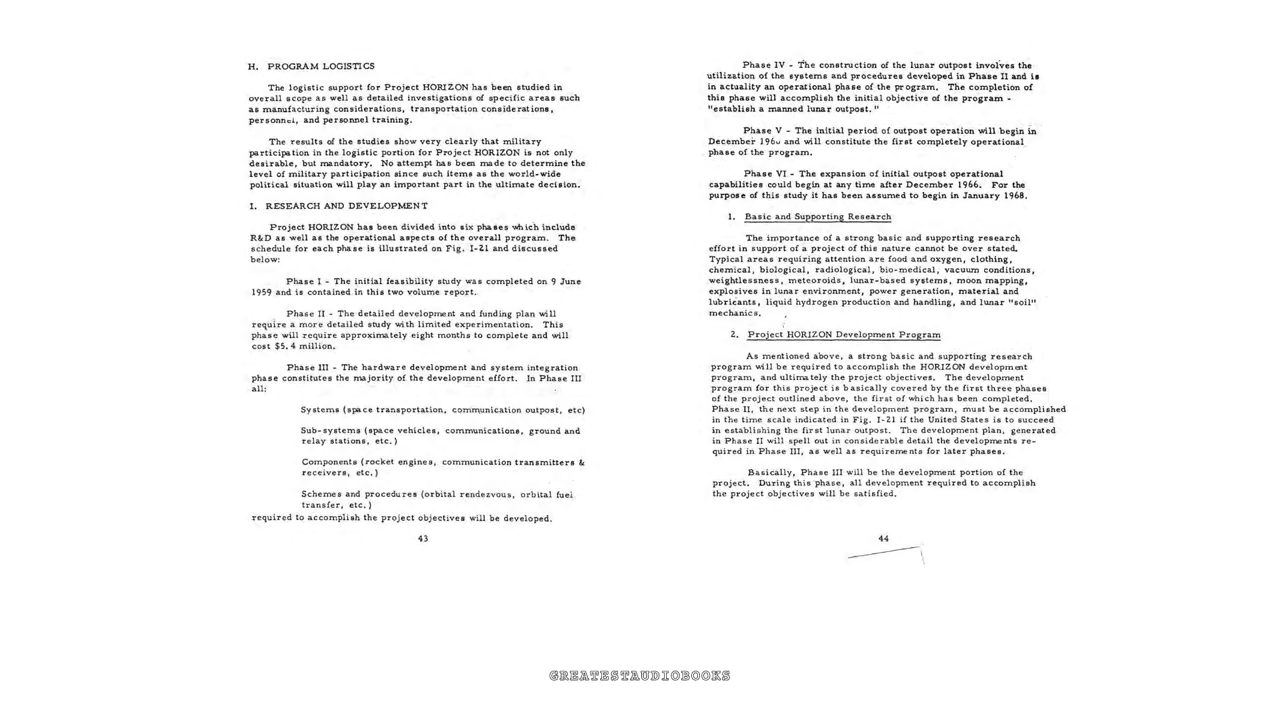 H. PROGRAM LOGISTICS
The logistic support for Project HORIZON has been studied in
overall scope as well as detailed investigations of specific areas such
as manufacturing considerations, transportation considerations,
personnel, and personnel training.
The results of the studies show very clearly that military
participation in the logistic portion for Project HORIZON is not only
desirable, but mandatory. No attempt has been made to determine the
level of military participation since such items as the world-wide
political situation will play an important part in the ultimate decision.
I. RESEARCH AND DEVELOPMENT
Project HORIZON has been divided into six phases which include
R&D as well as the operational aspects of the overall program. The
schedule for each phase is illustrated on Fig. I-21 and discussed
below:
Phase I - The initial feasibility study was completed on 9 June
1959 and is contained in this two volume report.
Phase II - The detailed development and funding plan will
require a more detailed study with limited experimentation. This
phase will require approximately eight months to complete and will
cost $5.4 million.
Phase III - The hardware development and system integration
phase constitutes the majority of the development effort. In Phase III
all:
Systems (space transportation, communication outpost, etc)
Sub-systems (space vehicles, communications, ground and
relay stations, etc.)
Components (rocket engines, communication transmitters &
receivers, etc.)
Schemes and procedures (orbital rendezvous, orbital fuel
transfer, etc.)
required to accomplish the project objectives will be developed.
43
Phase IV - The construction of the lunar outpost involves the
utilization of the systems and procedures developed in Phase II and is
in actuality an operational phase of the program. The completion of
this phase will accomplish the initial objective of the program -
"establish a manned lunar outpost."
Phase V - The initial period of outpost operation will begin in
December and will constitute the first completely operational
phase of the program.
Phase VI - The expansion of initial outpost operational
capabilities could begin at any time after December 1966. For the
purpose of this study it has been assumed to begin in January 1968.
1. Basic and Supporting Research
The importance of a strong basic and supporting research
effort in support of a project of this nature cannot be over stated.
Typical areas requiring attention are food and oxygen, clothing,
chemical, biological, radiological, bio-medical, vacuum conditions,
weightlessness, meteoroids, lunar-based systems, moon mapping,
explosives in lunar environment, power generation, material and
lubricants, liquid hydrogen production and handling, and lunar "soil"
mechanics.
2. Project HORIZON Development Program
As mentioned above, a strong basic and supporting research
program will be required to accomplish the HORIZON development
program, and ultimately the project objectives. The development
program for this project is basically covered by the first three phases
of the project outlined above, the first of which has been completed.
Phase II, the next step in the development program, must be accomplished
in the time scale indicated in Fig. I-21 if the United States is to succeed
in establishing the first lunar outpost. The development plan, generated
in Phase II will spell out in considerable detail the developments re-
quired in Phase III, as well as requirements for later phases.
Basically, Phase III will be the development portion of the
project. During this phase, all development required to accomplish
the project objectives will be satisfied.
44
GREATESTAUDIOBOOKS